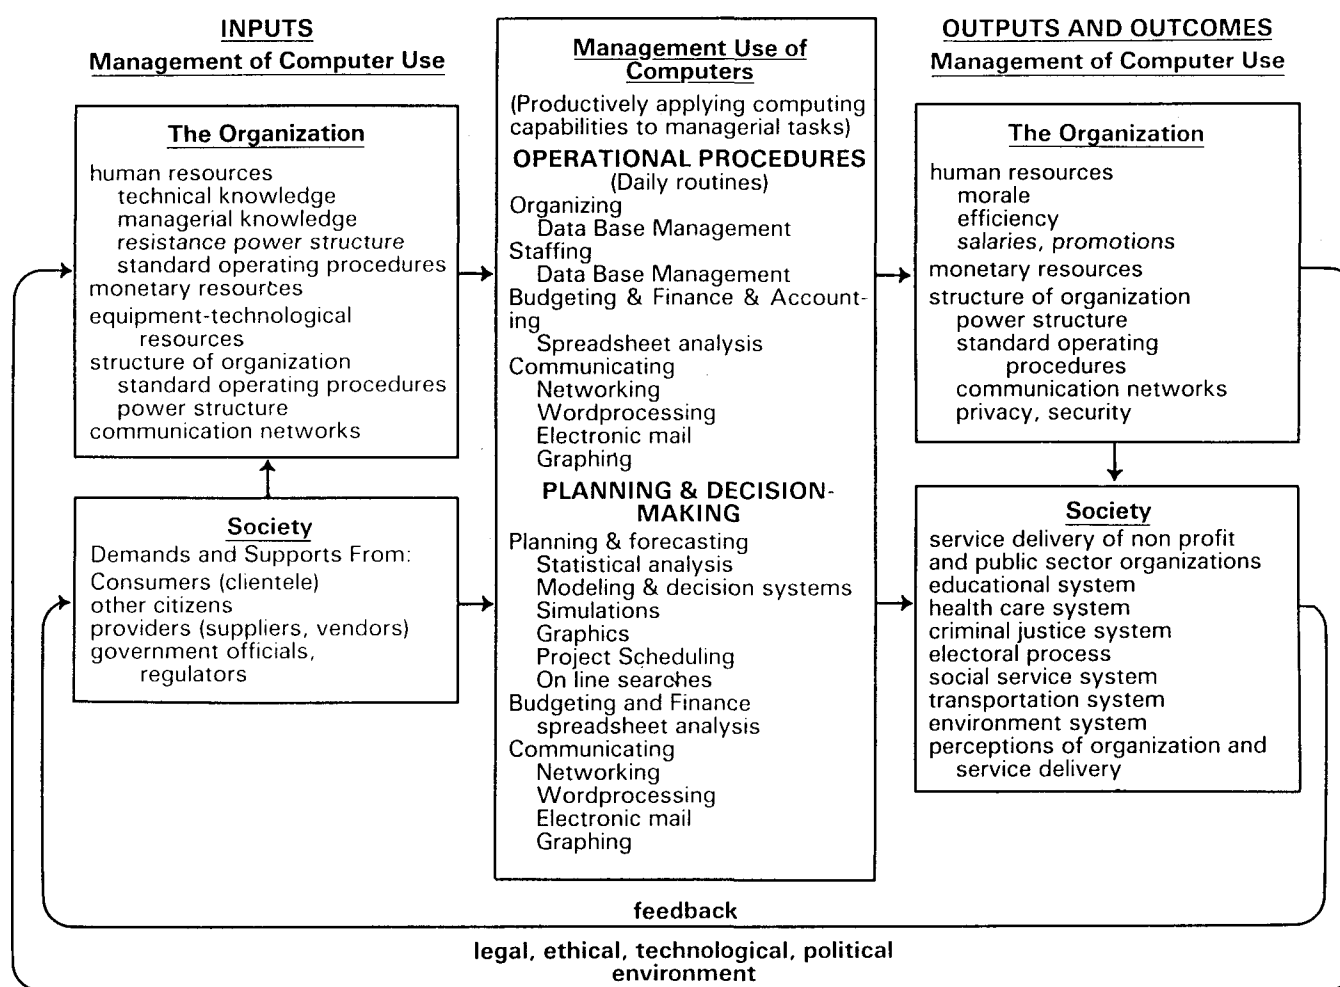 INPUTS
Management of Computer Use
The Organization
human resources
technical knowledge
managerial knowledge
resistance power structure
standard operating procedures
monetary resources
equipment-technological
resources
structure of organization
standard operating procedures
power structure
communication networks
Society
Demands and Supports From:
Consumers (clientele)
other citizens
providers (suppliers, vendors)
government officials,
regulators
Management Use of
Computers
(Productively applying computing
capabilities to managerial tasks)
OPERATIONAL PROCEDURES
(Daily routines)
Organizing
Data Base Management
Staffing
Data Base Management
Budgeting & Finance & Account-
ing
Spreadsheet analysis
Communicating
Networking
Wordprocessing
Electronic mail
Graphing
PLANNING & DECISION-
MAKING
Planning & forecasting
Statistical analysis
Modeling & decision systems
Simulations
Graphics
Project Scheduling
On line searches
Budgeting and Finance
spreadsheet analysis
Communicating
Networking
Wordprocessing
Electronic mail
Graphing
OUTPUTS AND OUTCOMES
Management of Computer Use
The Organization
human resources
morale
efficiency
salaries, promotions
monetary resources
structure of organization
power structure
standard operating
procedures
communication networks
privacy, security
Society
service delivery of non profit
and public sector organizations
educational system
health care system
criminal justice system
electoral process
social service system
transportation system
environment system
perceptions of organization and
service delivery
feedback
legal, ethical, technological, political
environment